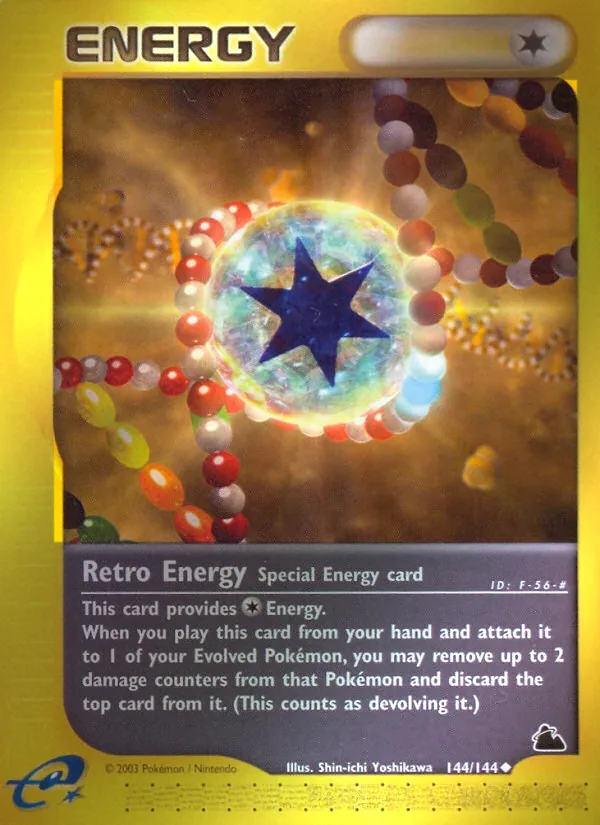 ENERGY
Retro Energy Special Energy card
ID: F-56-#
This card provides Energy.
When you play this card from your hand and attach it
to 1 of your Evolved Pokémon, you may remove up to 2
damage counters from that Pokémon and discard the
top card from it. (This counts as devolving it.)
© 2003 Pokémon / Nintendo Illus. Shin-ichi Yoshikawa 144/144
e